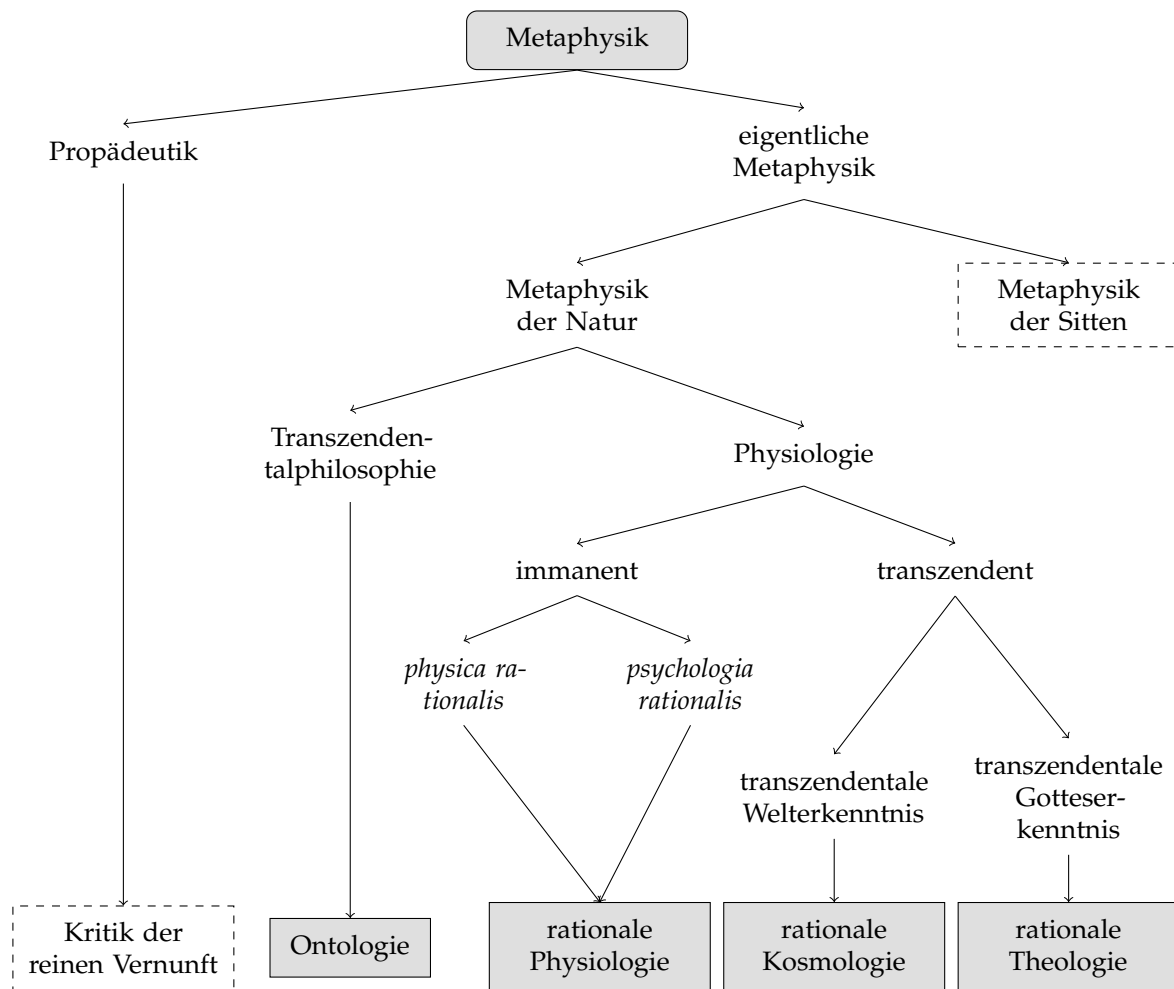 Metaphysik
Propädeutik
eigentliche
Metaphysik
Metaphysik
der Natur
Metaphysik
der Sitten
Transzenden-
talphilosophie
Physiologie
immanent
transzendent
physica ra-
tionalis
psychologia
rationalis
transzendentale
Welterkenntnis
transzendentale
Gotteser-
kenntnis
Kritik der
reinen Vernunft
Ontologie
rationale
Physiologie
rationale
Kosmologie
rationale
Theologie